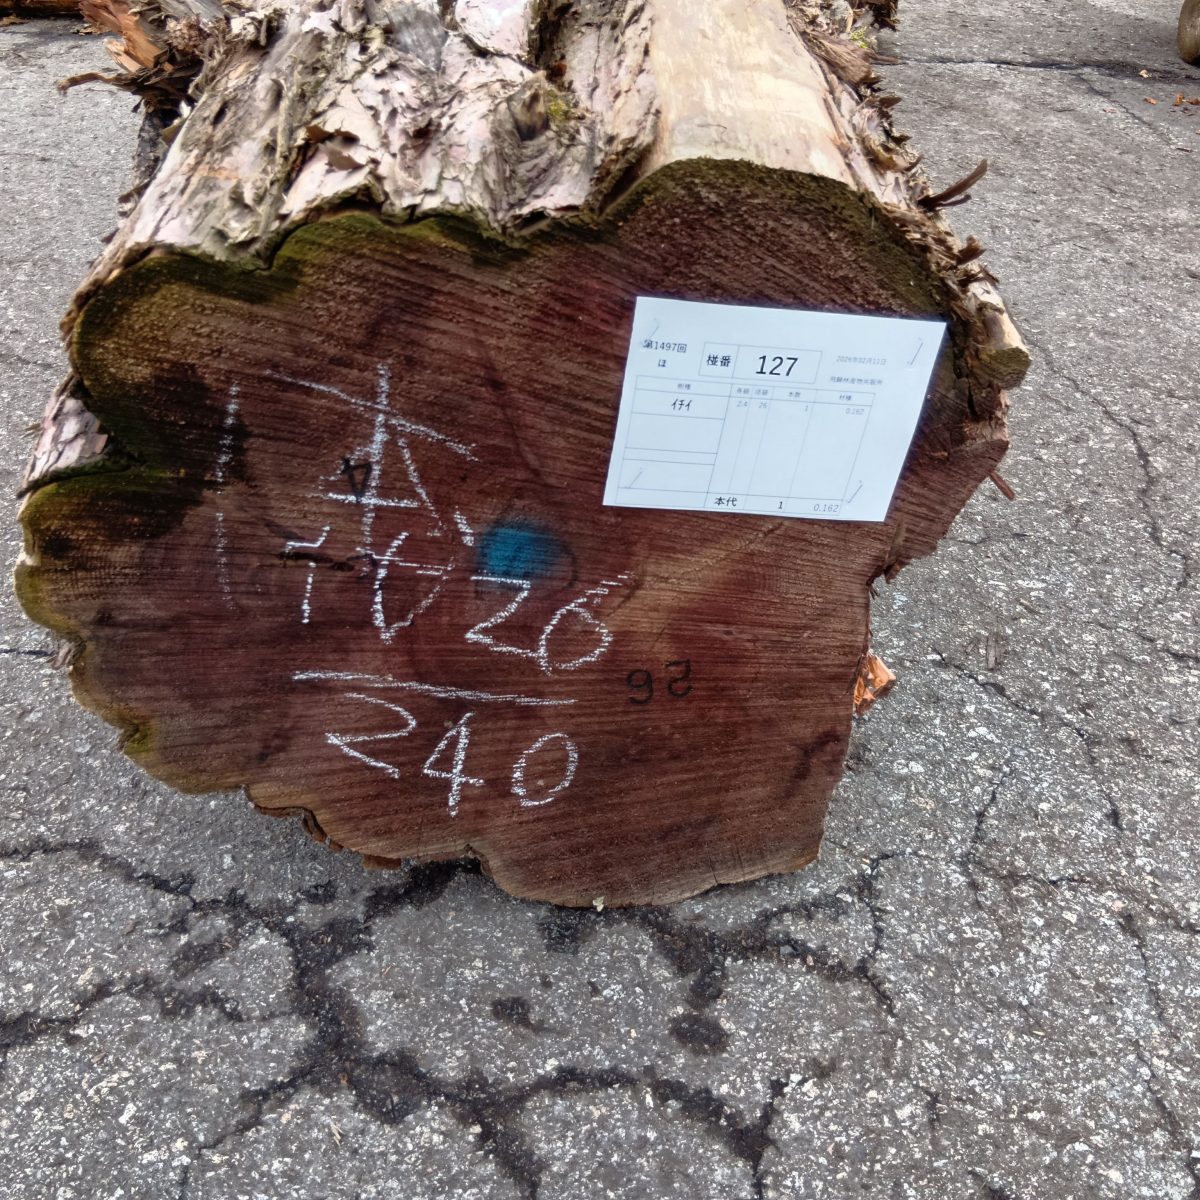 第1497回
ほ
椪番 127
2026年02月11日
飛騨林産物共販所
樹種 長級 径級 本数 材積
イチイ 2.4 26 1 0.162
本代 1 0.162
4
26
26
240